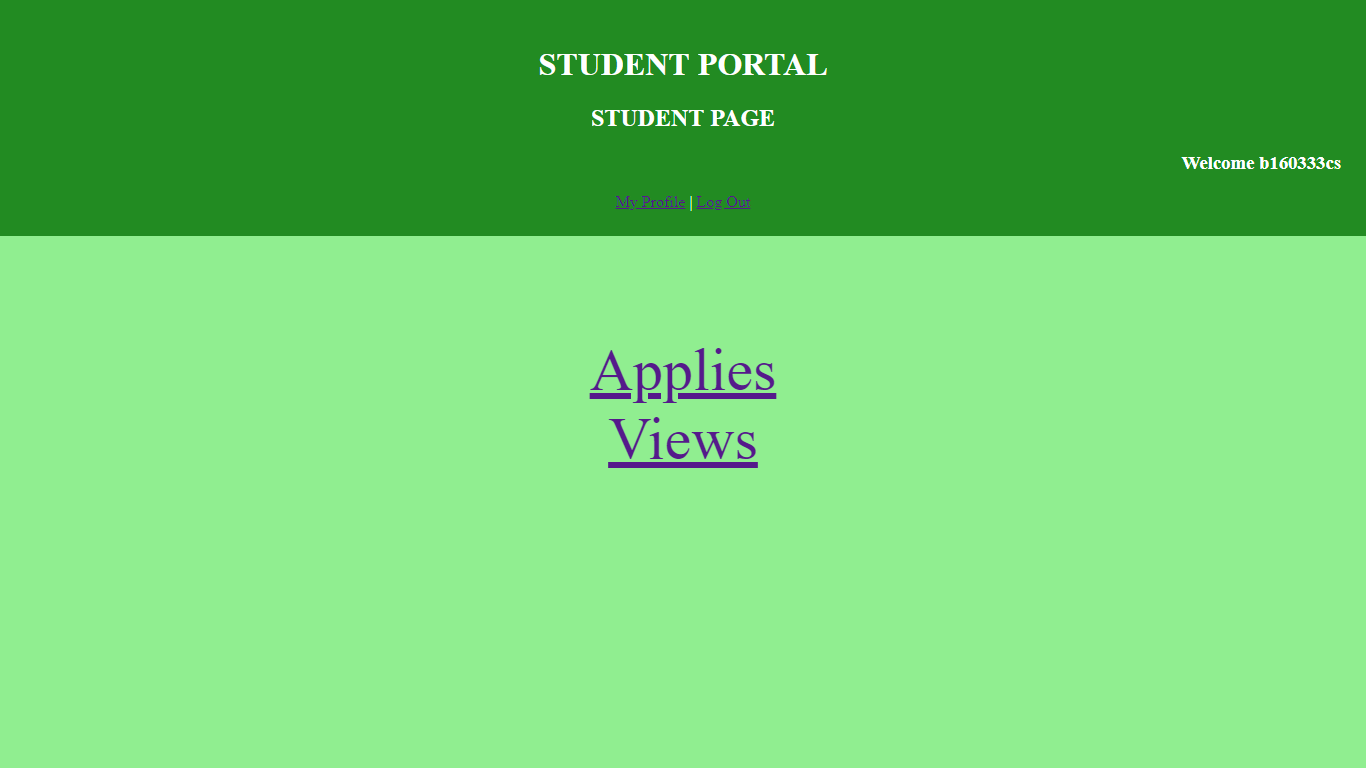 STUDENT PORTAL
STUDENT PAGE
Welcome b160333cs
My Profile | Log Out
Applies
Views